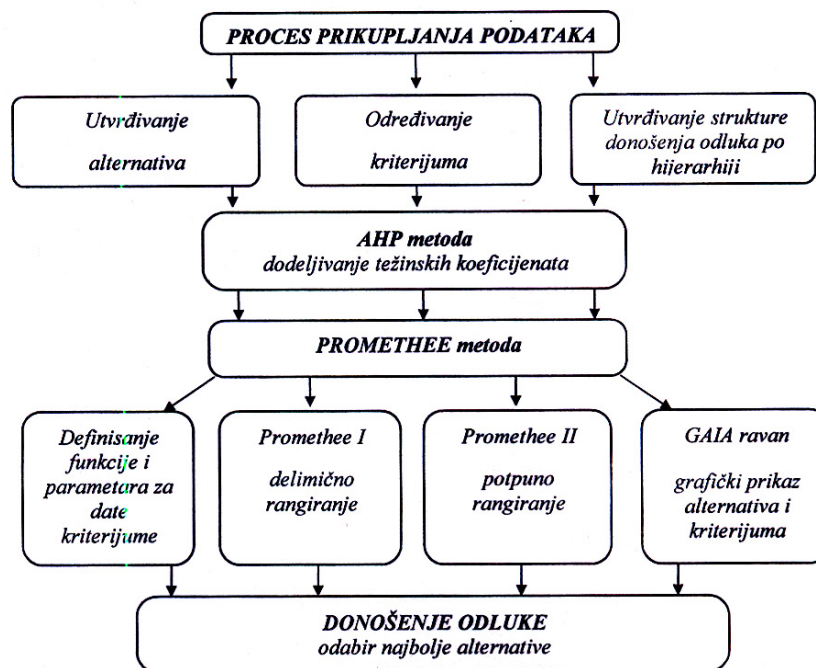 PROCES PRIKUPLJANJA PODATAKA
Utvrđivanje
alternativa
Određivanje
kriterijuma
Utvrđivanje strukture
donošenja odluka po
hijerarhiji
AHP metoda
dodeljivanje težinskih koeficijenata
PROMETHEE metoda
Definisanje
funkcije i
parametara za
date
kriterijume
Promethee I
delimično
rangiranje
Promethee II
potpuno
rangiranje
GAIA ravan
grafički prikaz
alternativa i
kriterijuma
DONOŠENJE ODLUKE
odabir najbolje alternative